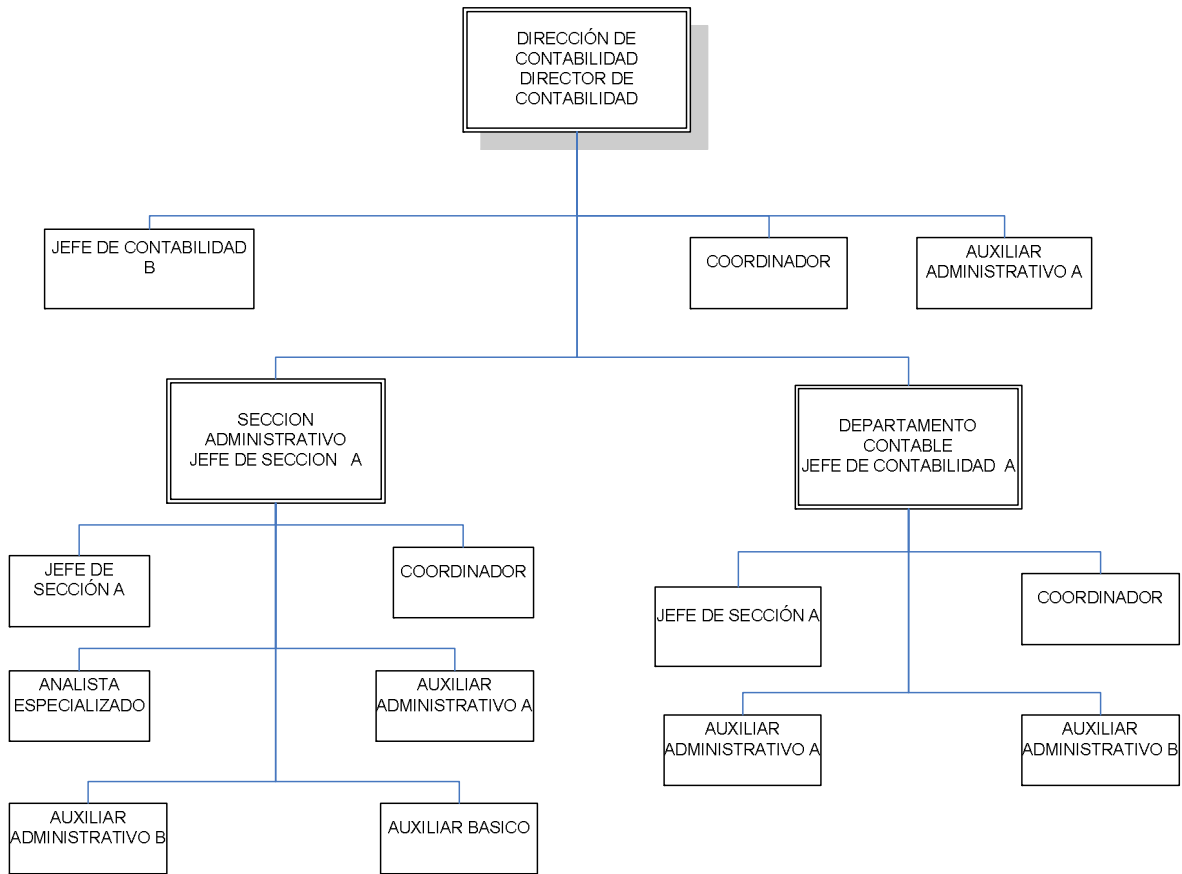 DIRECCIÓN DE
CONTABILIDAD
DIRECTOR DE
CONTABILIDAD
JEFE DE CONTABILIDAD
B
COORDINADOR
AUXILIAR
ADMINISTRATIVO A
SECCION
ADMINISTRATIVO
JEFE DE SECCION A
DEPARTAMENTO
CONTABLE
JEFE DE CONTABILIDAD A
JEFE DE
SECCIÓN A
COORDINADOR
JEFE DE SECCIÓN A
COORDINADOR
ANALISTA
ESPECIALIZADO
AUXILIAR
ADMINISTRATIVO A
AUXILIAR
ADMINISTRATIVO A
AUXILIAR
ADMINISTRATIVO B
AUXILIAR
ADMINISTRATIVO B
AUXILIAR BASICO